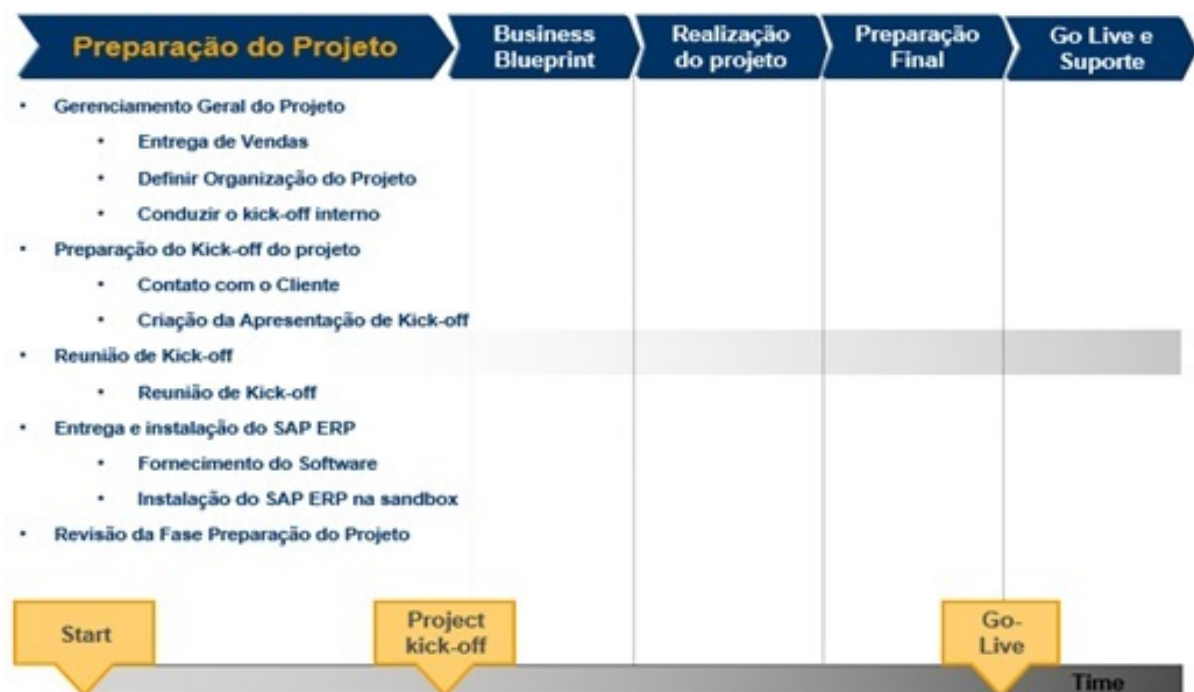 Preparação do Projeto
Business
Blueprint
Realização
do projeto
Preparação
Final
Go Live e
Suporte
• Gerenciamento Geral do Projeto
• Entrega de Vendas
• Definir Organização do Projeto
• Conduzir o kick-off interno
• Preparação do Kick-off do projeto
• Contato com o Cliente
• Criação da Apresentação de Kick-off
• Reunião de Kick-off
• Reunião de Kick-off
• Entrega e instalação do SAP ERP
• Fornecimento do Software
• Instalação do SAP ERP na sandbox
• Revisão da Fase Preparação do Projeto
Start
Project
kick-off
Go-
Live
Time